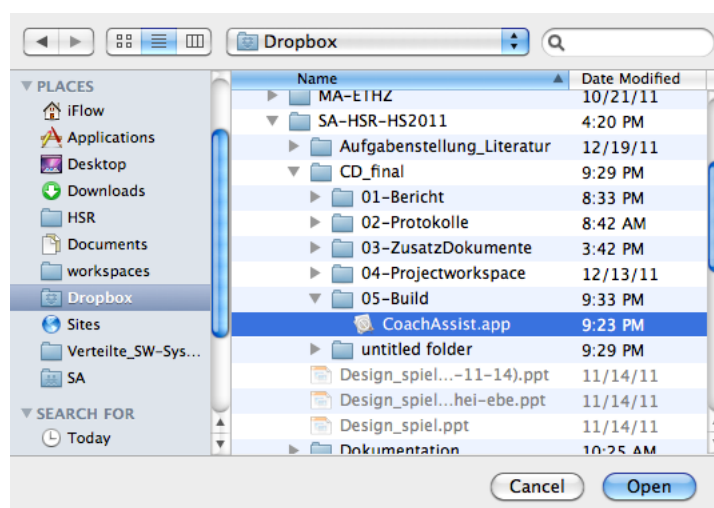 Dropbox
Name Date Modified
PLACES
iFlow
Applications
Desktop
Downloads
HSR
Documents
workspaces
Dropbox
Sites
Verteilte_SW-Sys...
SA
SEARCH FOR
Today
MA-ETHZ 10/21/11
SA-HSR-HS2011 4:20 PM
Aufgabenstellung_Literatur 12/19/11
CD_final 9:29 PM
01-Bericht 8:33 PM
02-Protokolle 8:42 AM
03-ZusatzDokumente 3:42 PM
04-Projectworkspace 12/13/11
05-Build 9:33 PM
CoachAssist.app 9:23 PM
untitled folder 9:29 PM
Design_spiel...-11-14).ppt 11/14/11
Design_spiel...hei-ebe.ppt 11/14/11
Design_spiel.ppt 11/14/11
Dokumentation 10:25 AM
Cancel Open